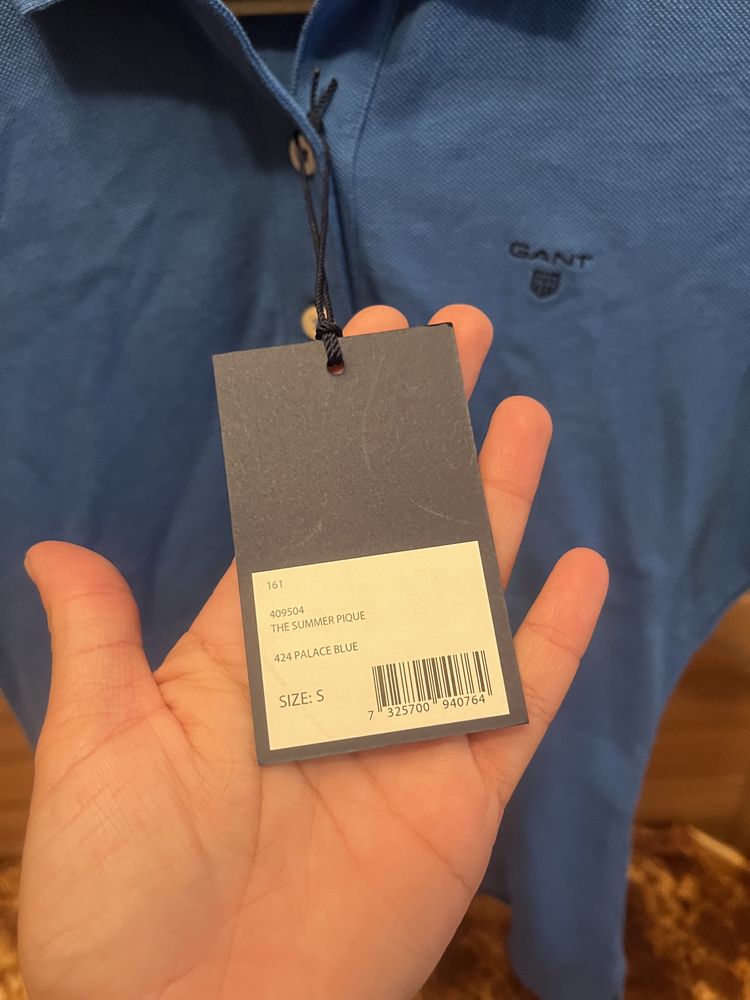 GANT
161
409504
THE SUMMER PIQUE
424 PALACE BLUE
SIZE: S
7 325700 940764